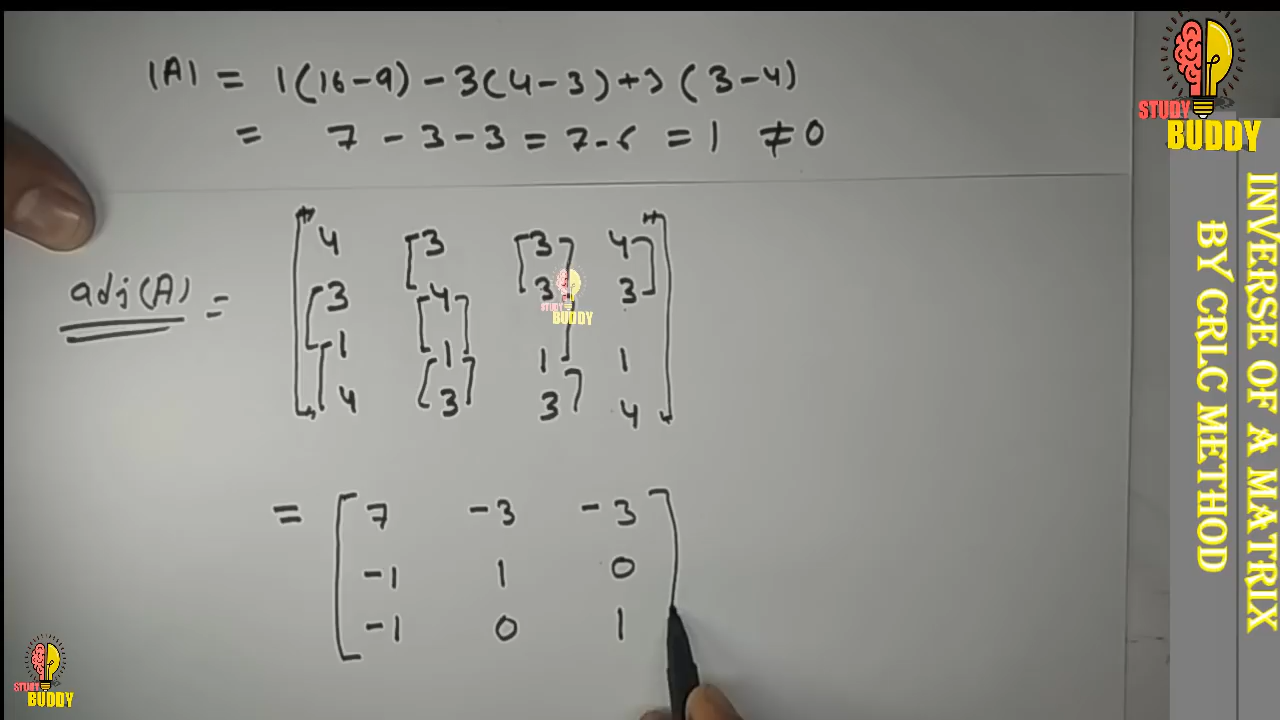 |A| = 1(16-9) - 3(4-3) + 3 (3-4)
= 7 - 3 - 3 = 7-6 = 1 ≠ 0
adj(A) =
4 3 3 4
3 4 3 3
1 1 1 1
4 3 3 4
= [ 7 -3 -3 ]
-1 1 0
-1 0 1
STUDY
BUDDY
INVERSE OF A MATRIX
BY CRLC METHOD
STUDY
BUDDY
STUDY
BUDDY